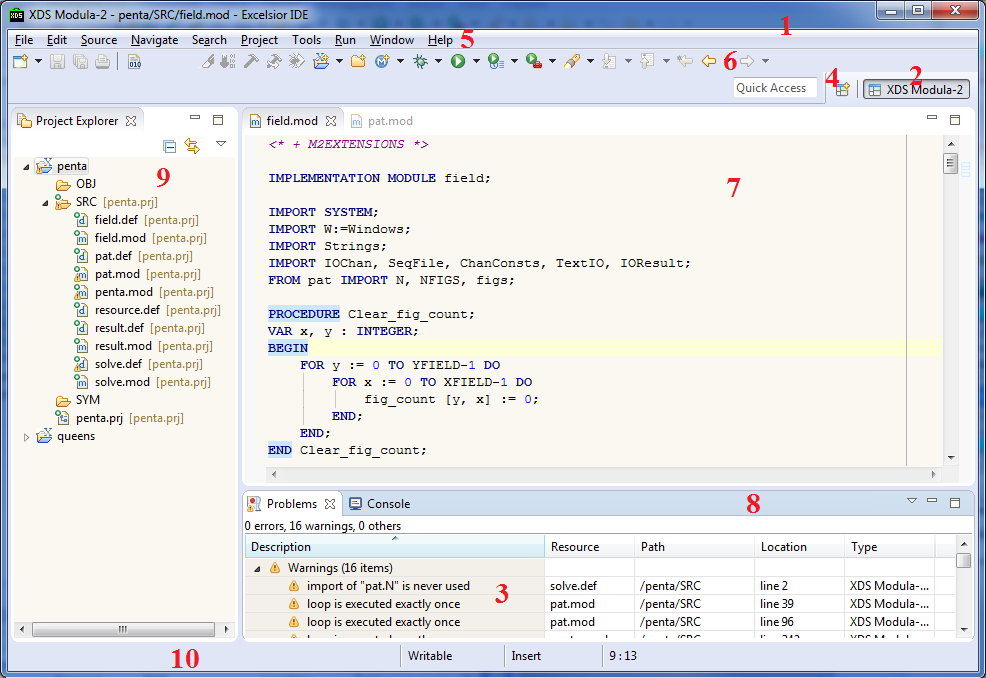 XDS Modula-2 - penta/SRC/field.mod - Excelsior IDE
1
File Edit Source Navigate Search Project Tools Run Window Help
5
010
6
Quick Access
4
2
XDS Modula-2
Project Explorer
9
penta
OBJ
SRC [penta.prj]
field.def [penta.prj]
field.mod [penta.prj]
pat.def [penta.prj]
pat.mod [penta.prj]
penta.mod [penta.prj]
resource.def [penta.prj]
result.def [penta.prj]
result.mod [penta.prj]
solve.def [penta.prj]
solve.mod [penta.prj]
SYM
penta.prj [penta.prj]
queens
field.mod
pat.mod
7
<* + M2EXTENSIONS *>
IMPLEMENTATION MODULE field;
IMPORT SYSTEM;
IMPORT W:=Windows;
IMPORT Strings;
IMPORT IOChan, SeqFile, ChanConsts, TextIO, IOResult;
FROM pat IMPORT N, NFIGS, figs;
PROCEDURE Clear_fig_count;
VAR x, y : INTEGER;
BEGIN
FOR y := 0 TO YFIELD-1 DO
FOR x := 0 TO XFIELD-1 DO
fig_count [y, x] := 0;
END;
END;
END Clear_fig_count;
Problems
Console
8
0 errors, 16 warnings, 0 others
Description Resource Path Location Type
Warnings (16 items)
import of "pat.N" is never used solve.def /penta/SRC line 2 XDS Modula-...
3
loop is executed exactly once pat.mod /penta/SRC line 39 XDS Modula-...
loop is executed exactly once pat.mod /penta/SRC line 96 XDS Modula-...
10
Writable
Insert
9 : 13